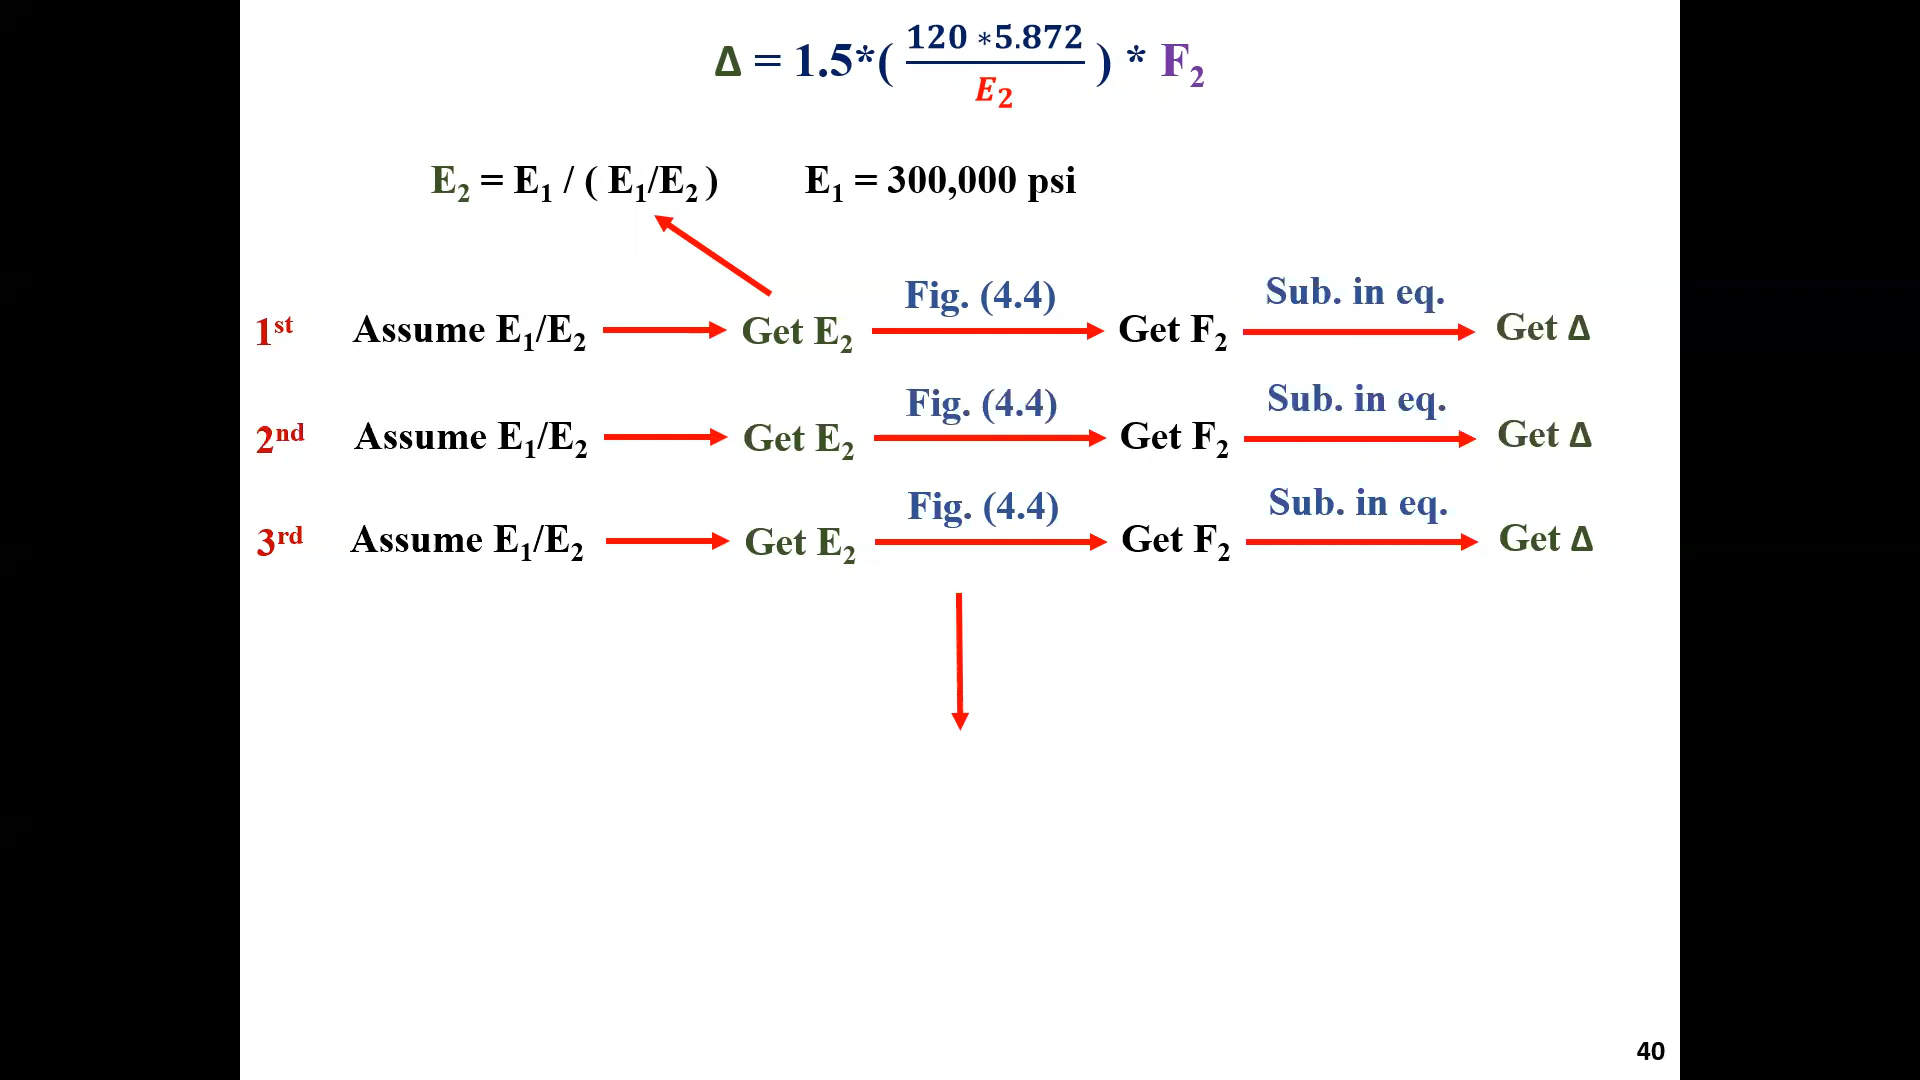 Δ = 1.5*( 120 *5.872 / E₂ ) * F₂
E₂ = E₁ / ( E₁/E₂ ) E₁ = 300,000 psi
Fig. (4.4) Sub. in eq.
1st Assume E₁/E₂ Get E₂ Get F₂ Get Δ
Fig. (4.4) Sub. in eq.
2nd Assume E₁/E₂ Get E₂ Get F₂ Get Δ
Fig. (4.4) Sub. in eq.
3rd Assume E₁/E₂ Get E₂ Get F₂ Get Δ
40